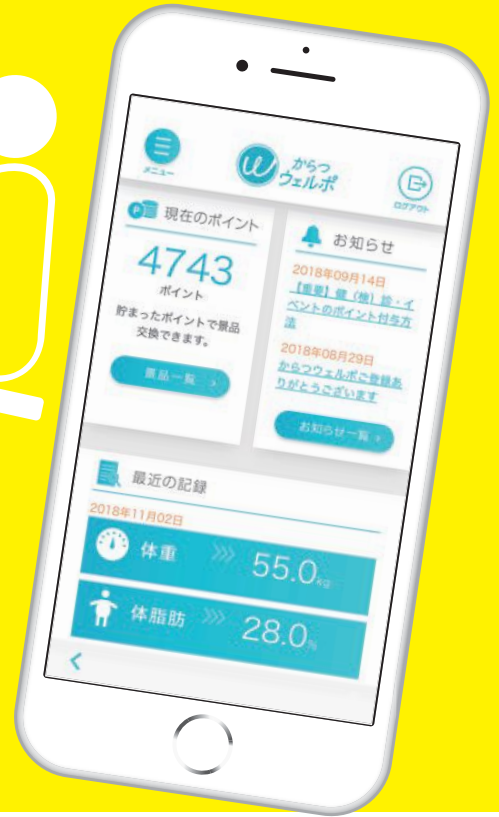 メニュー
からつ
ウェルポ
ログアウト
現在のポイント
4743
ポイント
貯まったポイントで景品
交換できます。
景品一覧
お知らせ
2018年09月14日
【重要】健（検）診・イ
ベントのポイント付与方
法
2018年08月29日
からつウェルポご登録あ
りがとうございます
お知らせ一覧
最近の記録
2018年11月02日
体重 55.0kg
体脂肪 28.0%